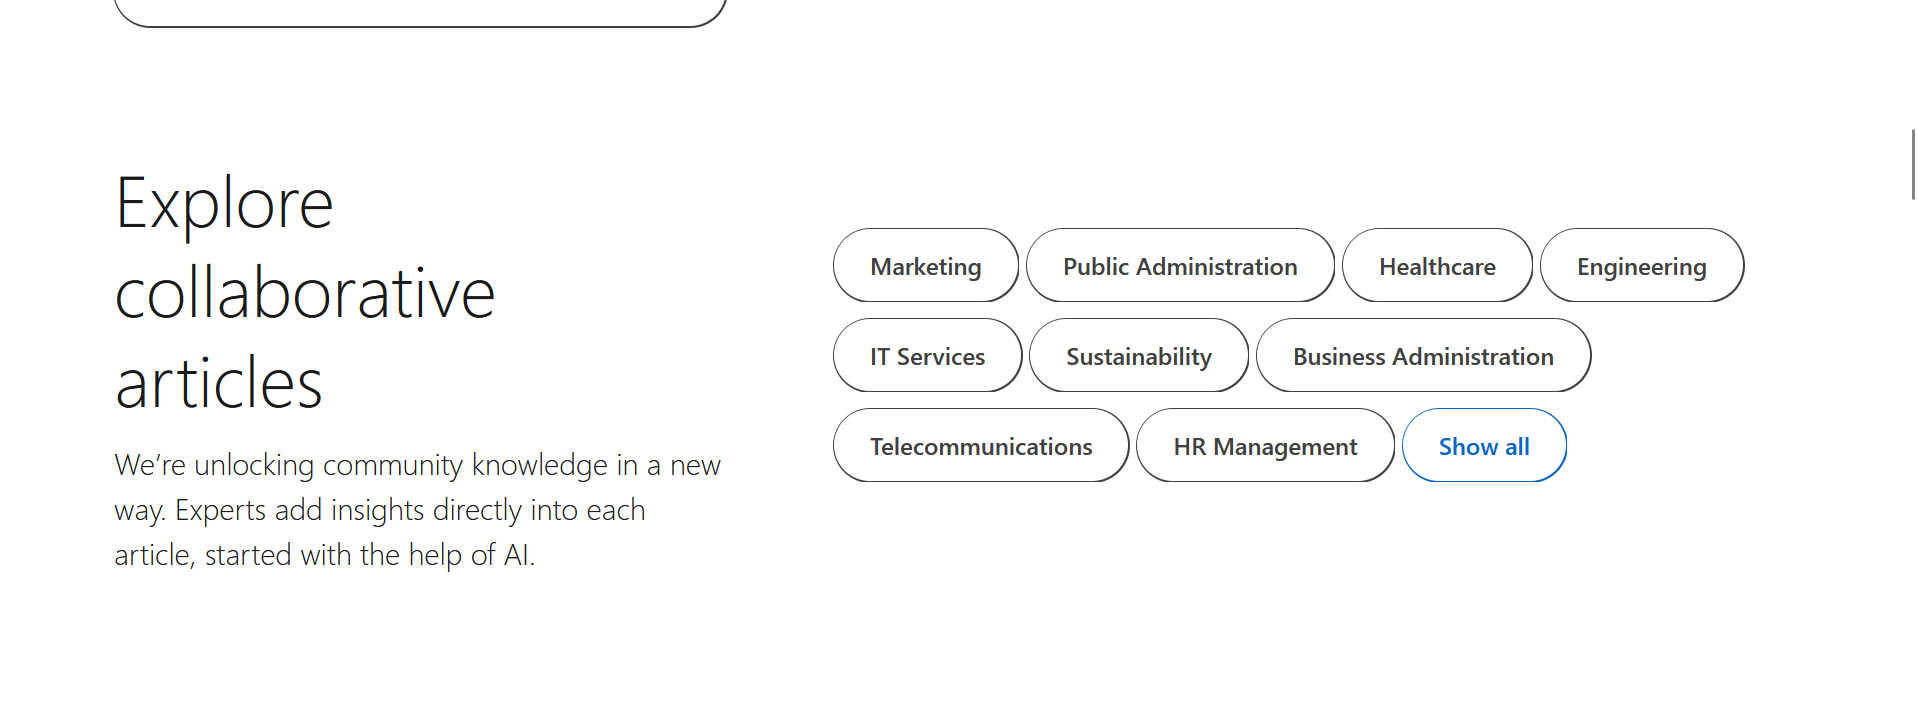 Explore
collaborative
articles
We’re unlocking community knowledge in a new
way. Experts add insights directly into each
article, started with the help of AI.
Marketing
Public Administration
Healthcare
Engineering
IT Services
Sustainability
Business Administration
Telecommunications
HR Management
Show all